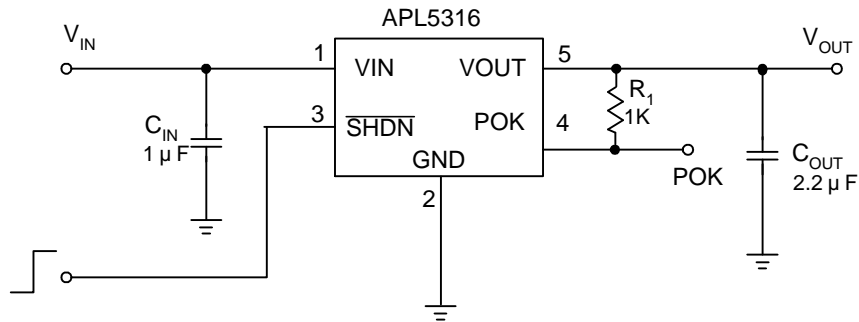 APL5316
V_IN
V_OUT
1
5
VIN
VOUT
R_1
1K
3
4
SHDN
POK
C_IN
1 µF
GND
POK
C_OUT
2.2 µF
2